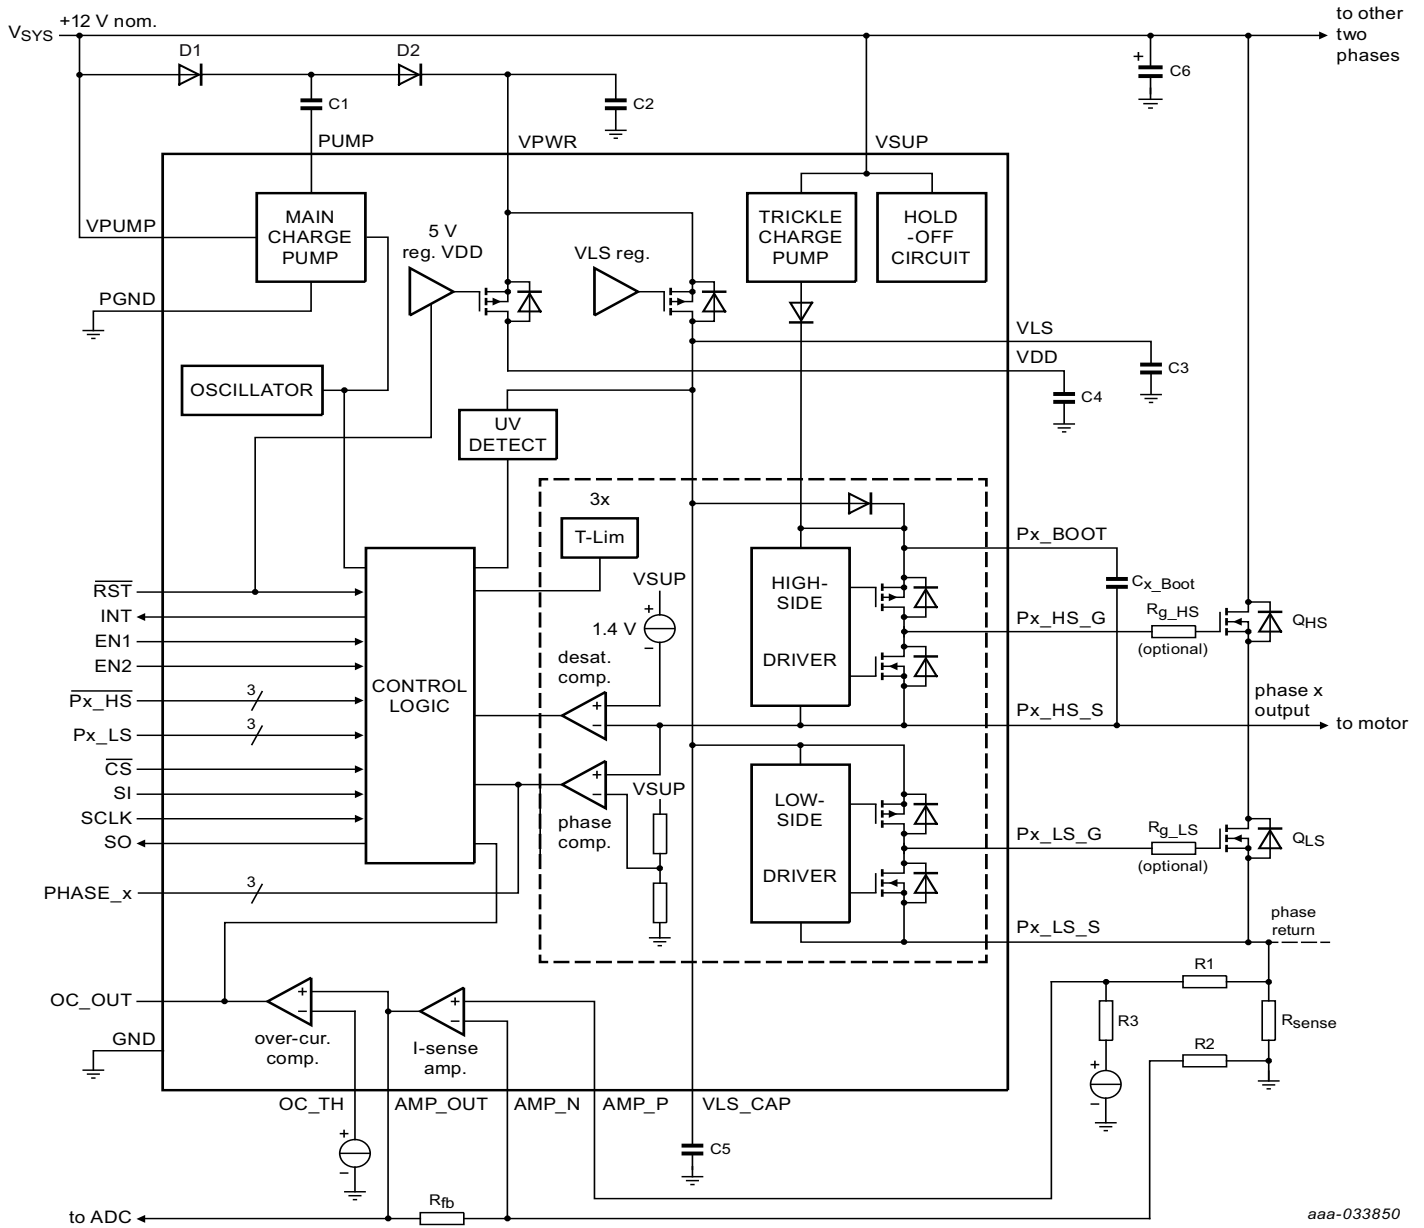 +12 V nom.
VSYS
to other
two
phases
D1
D2
C1
C2
C6
PUMP
VPWR
VSUP
VPUMP
MAIN
CHARGE
PUMP
5 V
reg. VDD
VLS reg.
TRICKLE
CHARGE
PUMP
HOLD
-OFF
CIRCUIT
PGND
VLS
VDD
C3
C4
OSCILLATOR
UV
DETECT
3x
T-Lim
Px_BOOT
Cx_Boot
RST
INT
EN1
EN2
Px_HS
3
Px_LS
3
CS
SI
SCLK
SO
PHASE_x
3
CONTROL
LOGIC
VSUP
+
1.4 V
−
desat.
comp.
+
−
HIGH-
SIDE
DRIVER
Px_HS_G
Rg_HS
(optional)
QHS
Px_HS_S
phase x
output
to motor
+
−
phase
comp.
VSUP
LOW-
SIDE
DRIVER
Px_LS_G
Rg_LS
(optional)
QLS
Px_LS_S
phase
return
OC_OUT
+
−
over-cur.
comp.
+
−
I-sense
amp.
GND
R1
R3
Rsense
R2
+
−
OC_TH
AMP_OUT
AMP_N
AMP_P
VLS_CAP
+
−
C5
Rfb
to ADC
aaa-033850